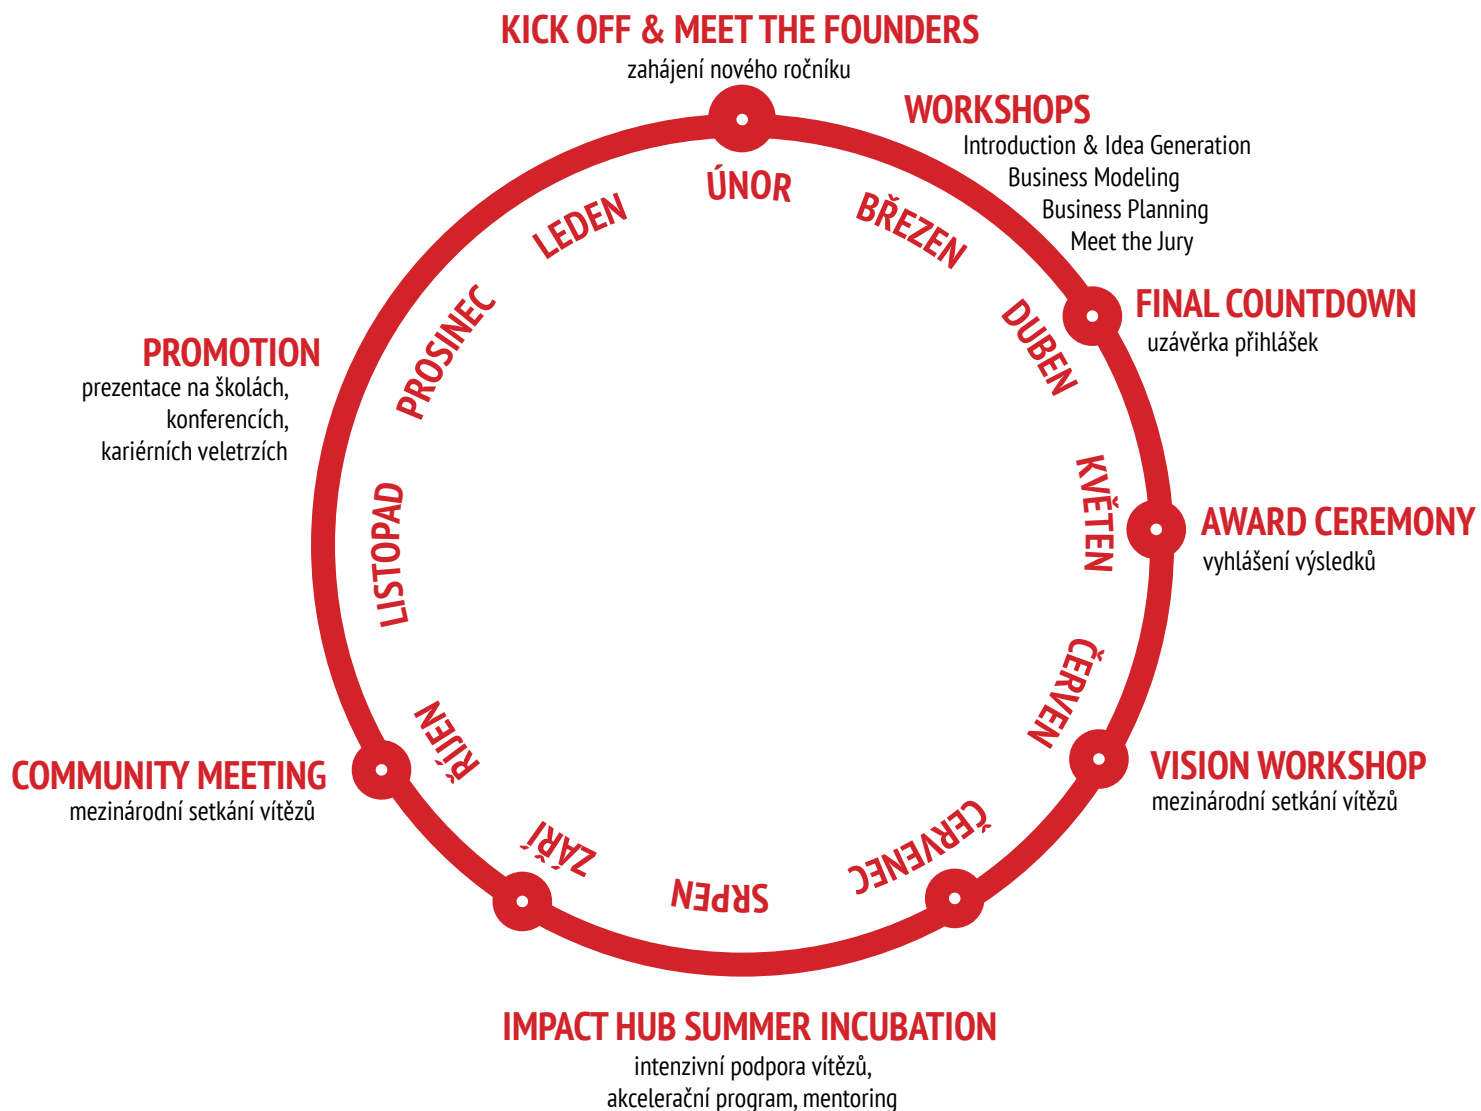 KICK OFF & MEET THE FOUNDERS
zahájení nového ročníku
WORKSHOPS
Introduction & Idea Generation
Business Modeling
Business Planning
Meet the Jury
FINAL COUNTDOWN
uzávěrka přihlášek
AWARD CEREMONY
vyhlášení výsledků
VISION WORKSHOP
mezinárodní setkání vítězů
IMPACT HUB SUMMER INCUBATION
intenzivní podpora vítězů,
akcelerační program, mentoring
COMMUNITY MEETING
mezinárodní setkání vítězů
PROMOTION
prezentace na školách,
konferencích,
kariérních veletrzích
ÚNOR
BŘEZEN
DUBEN
KVĚTEN
ČERVEN
ČERVENEC
SRPEN
ZÁŘÍ
ŘÍJEN
LISTOPAD
PROSINEC
LEDEN